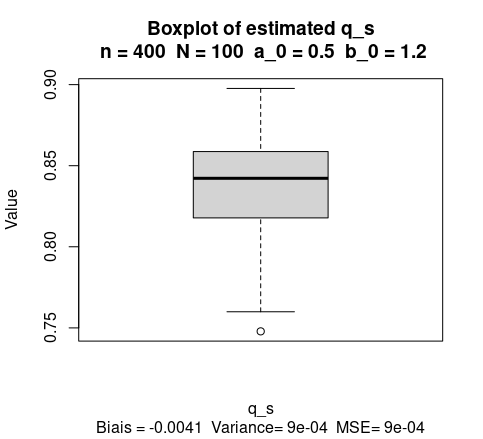 Boxplot of estimated q_s
n = 400 N = 100 a_0 = 0.5 b_0 = 1.2
0.90
0.85
0.80
0.75
Value
q_s
Biais = -0.0041 Variance= 9e-04 MSE= 9e-04